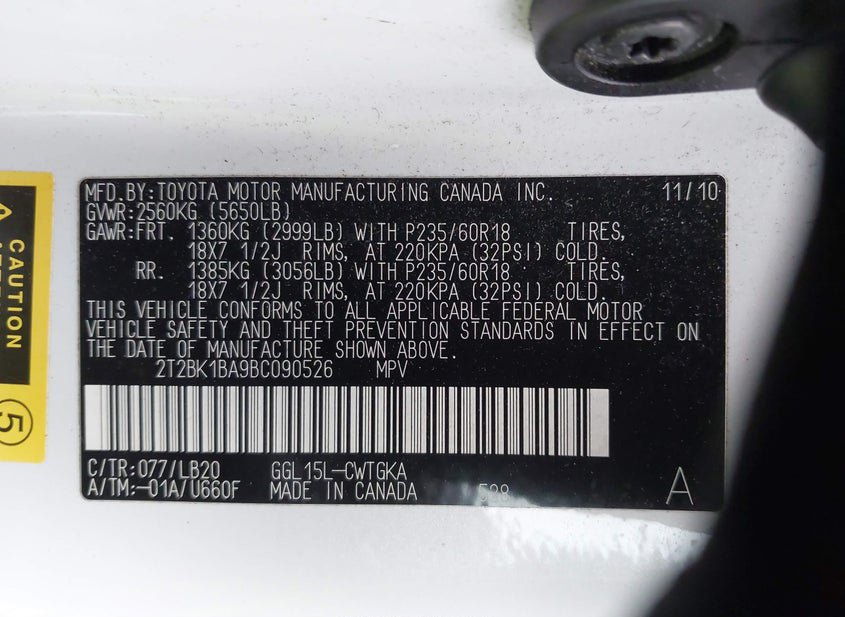 CAUTION
5
MFD.BY:TOYOTA MOTOR MANUFACTURING CANADA INC. 11/10
GVWR:2560KG (5650LB)
GAWR:FRT. 1360KG (2999LB) WITH P235/60R18 TIRES,
18X7 1/2J RIMS, AT 220KPA (32PSI) COLD.
RR. 1385KG (3056LB) WITH P235/60R18 TIRES,
18X7 1/2J RIMS, AT 220KPA (32PSI) COLD.
THIS VEHICLE CONFORMS TO ALL APPLICABLE FEDERAL MOTOR
VEHICLE SAFETY AND THEFT PREVENTION STANDARDS IN EFFECT ON
THE DATE OF MANUFACTURE SHOWN ABOVE.
2T2BK1BA9BC090526 MPV
C/TR:077/LB20 GGL15L-CWTGKA
A/TM:-01A/U660F MADE IN CANADA
A